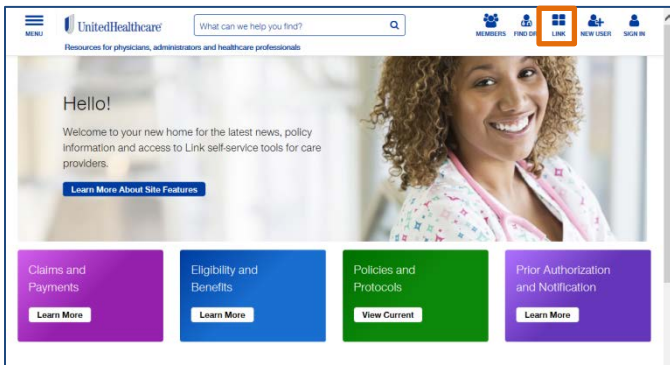 MENU
UnitedHealthcare
What can we help you find?
MEMBERS
FIND DR
LINK
NEW USER
SIGN IN
Resources for physicians, administrators and healthcare professionals
Hello!
Welcome to your new home for the latest news, policy
information and access to Link self-service tools for care
providers.
Learn More About Site Features
Claims and
Payments
Learn More
Eligibility and
Benefits
Learn More
Policies and
Protocols
View Current
Prior Authorization
and Notification
Learn More